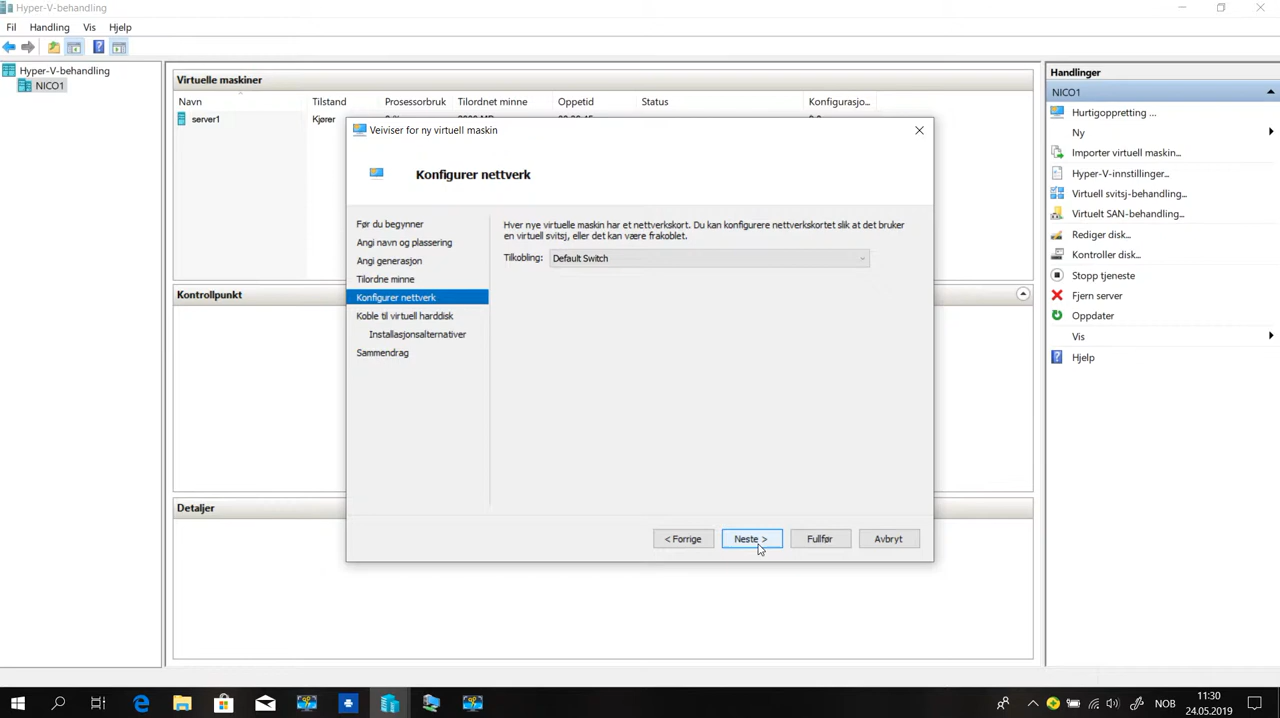 Hyper-V-behandling
Fil Handling Vis Hjelp
Hyper-V-behandling
NICO1
Virtuelle maskiner
Navn Tilstand Prosessorbruk Tilordnet minne Oppetid Status Konfigurasjo...
server1 Kjører
Veiviser for ny virtuell maskin
Konfigurer nettverk
Før du begynner
Angi navn og plassering
Angi generasjon
Tilordne minne
Konfigurer nettverk
Koble til virtuell harddisk
Installasjonsalternativer
Sammendrag
Hver nye virtuelle maskin har et nettverkskort. Du kan konfigurere nettverkskortet slik at det bruker
en virtuell svitsj, eller det kan være frakoblet.
Tilkobling: Default Switch
< Forrige Neste > Fullfør Avbryt
Kontrollpunkt
Detaljer
Handlinger
NICO1
Hurtigoppretting ...
Ny
Importer virtuell maskin...
Hyper-V-innstillinger...
Virtuell svitsj-behandling...
Virtuelt SAN-behandling...
Rediger disk...
Kontroller disk...
Stopp tjeneste
Fjern server
Oppdater
Vis
Hjelp
NOB
11:30
24.05.2019